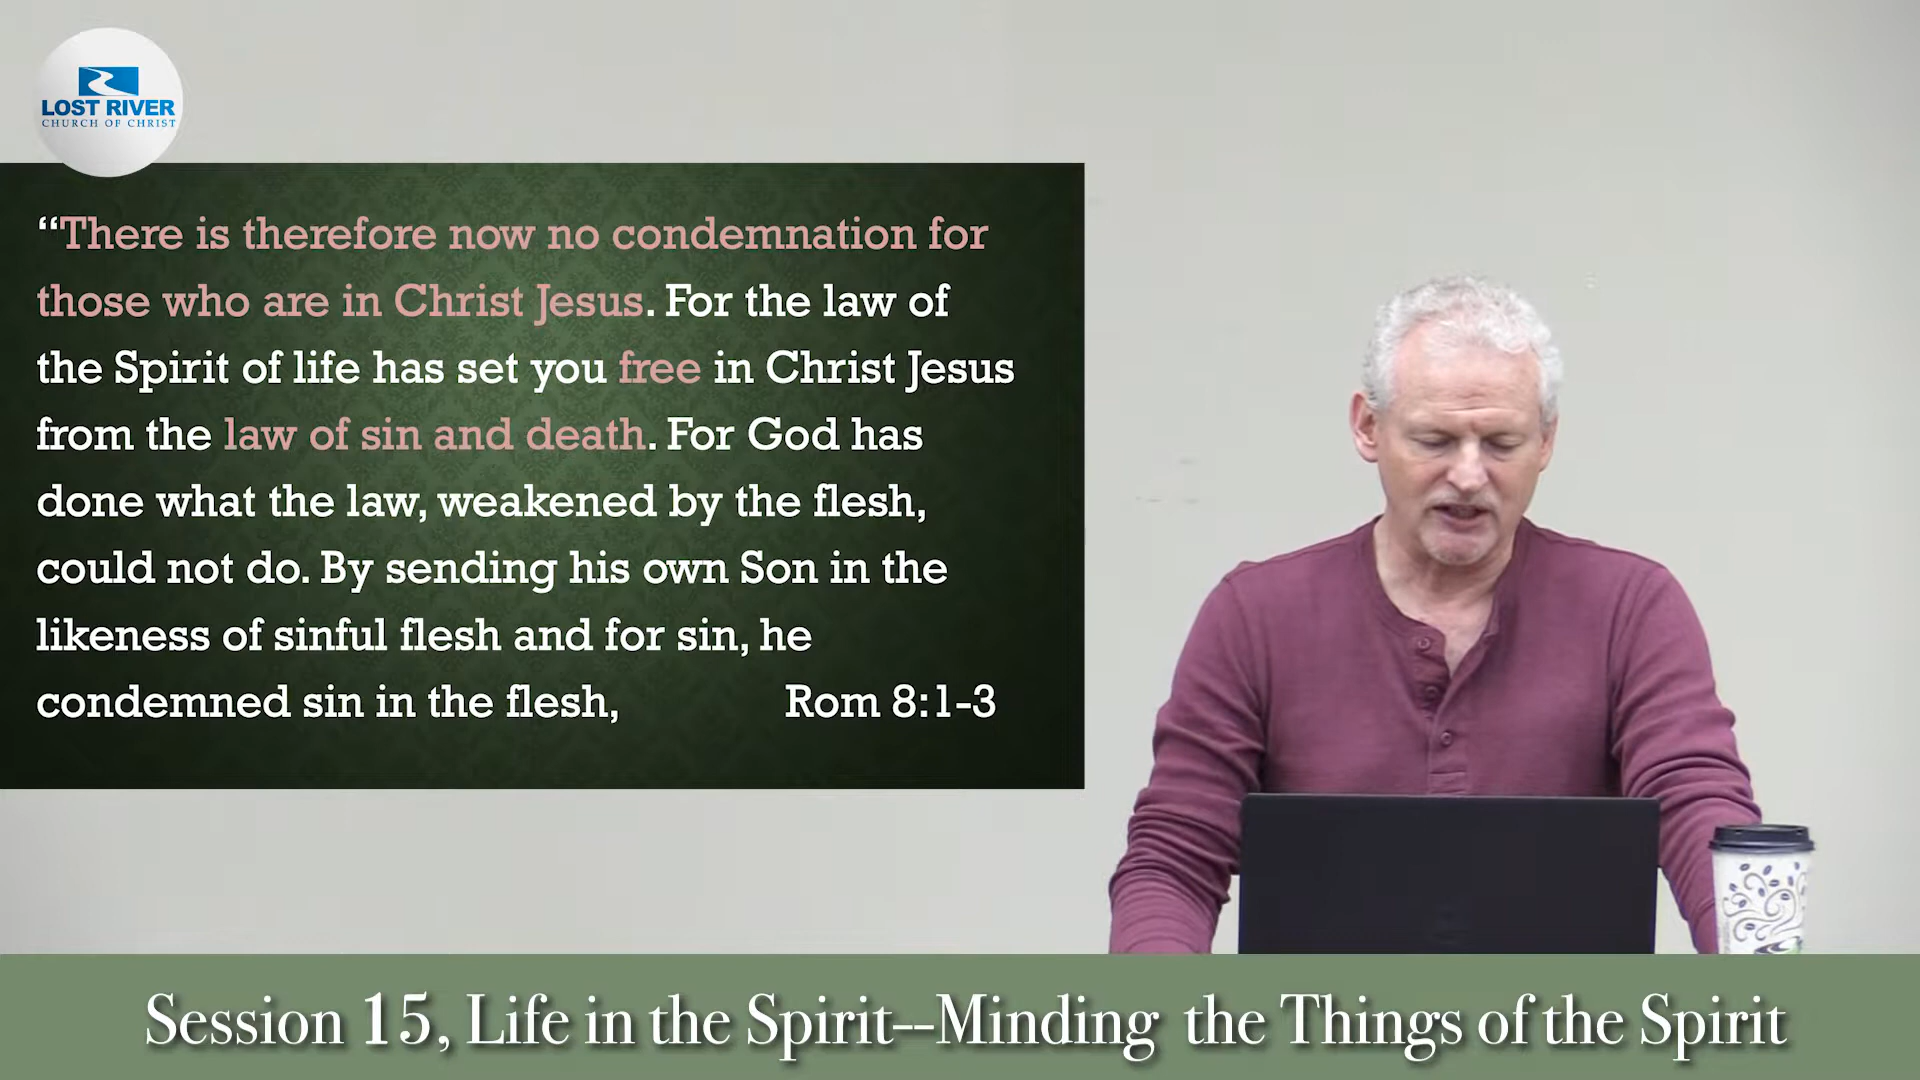 LOST RIVER
CHURCH OF CHRIST
“There is therefore now no condemnation for
those who are in Christ Jesus. For the law of
the Spirit of life has set you free in Christ Jesus
from the law of sin and death. For God has
done what the law, weakened by the flesh,
could not do. By sending his own Son in the
likeness of sinful flesh and for sin, he
condemned sin in the flesh, Rom 8:1-3
Session 15, Life in the Spirit--Minding the Things of the Spirit